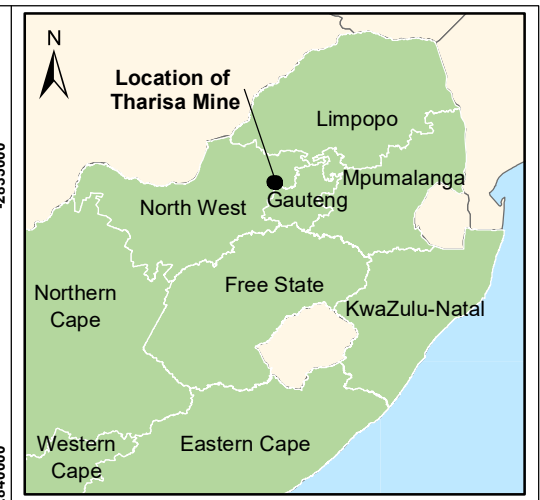 N
Location of
Tharisa Mine
Limpopo
Mpumalanga
Gauteng
North West
Free State
KwaZulu-Natal
Northern
Cape
Western
Cape
Eastern Cape